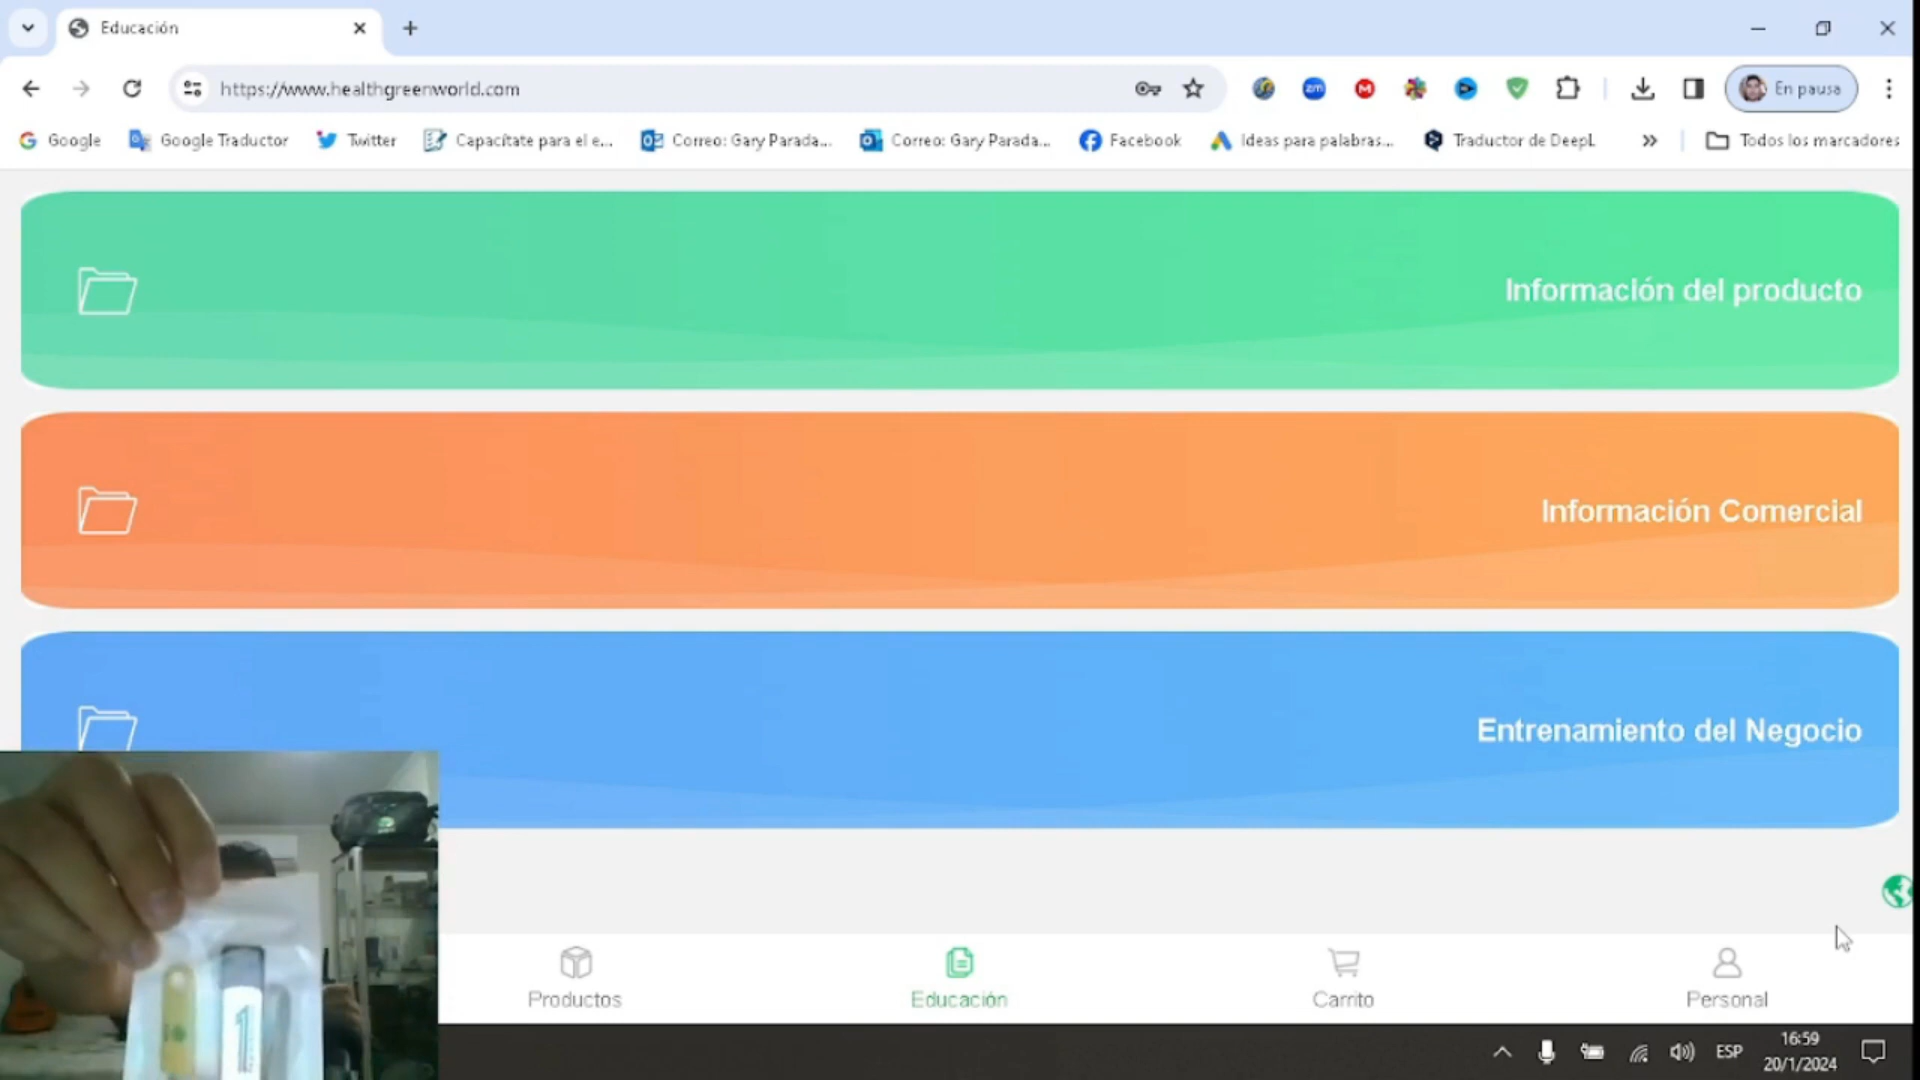 Educación
https://www.healthgreenworld.com
En pausa
Google
Google Traductor
Twitter
Capacítate para el e...
Correo: Gary Parada...
Correo: Gary Parada...
Facebook
Ideas para palabras...
Traductor de DeepL
Todos los marcadores
Información del producto
Información Comercial
Entrenamiento del Negocio
Productos
Educación
Carrito
Personal
ESP
16:59
20/1/2024